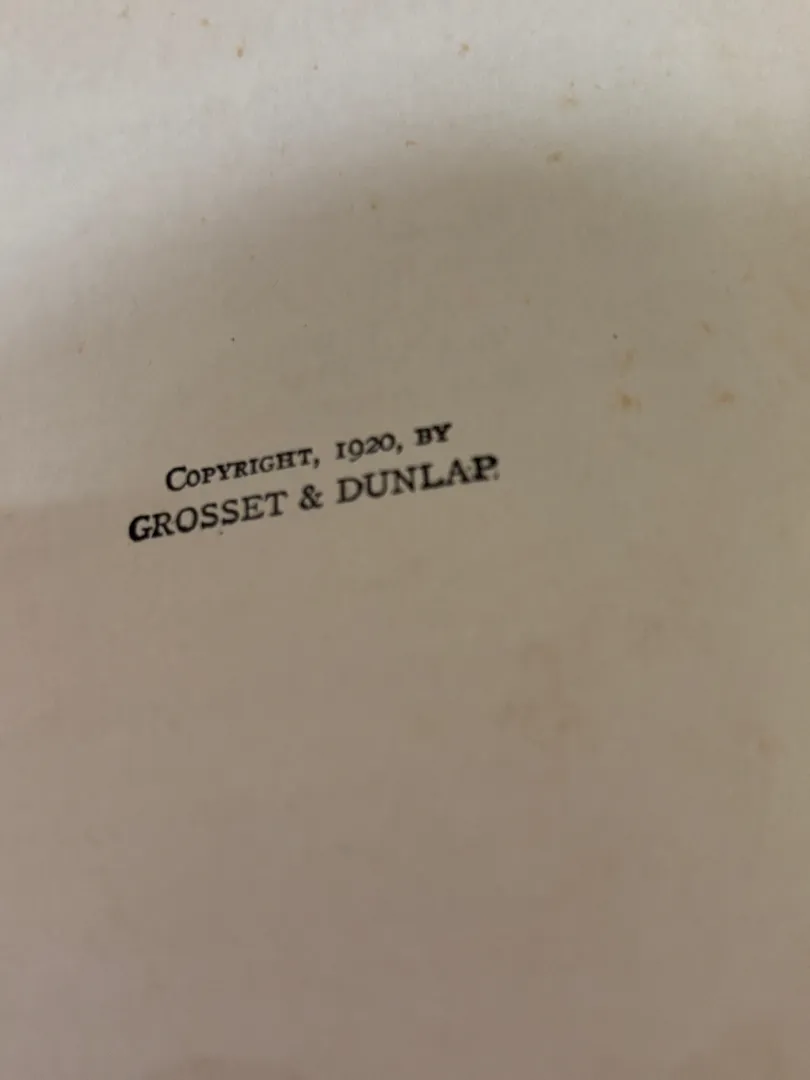 Copyright, 1920, by
GROSSET & DUNLAP.